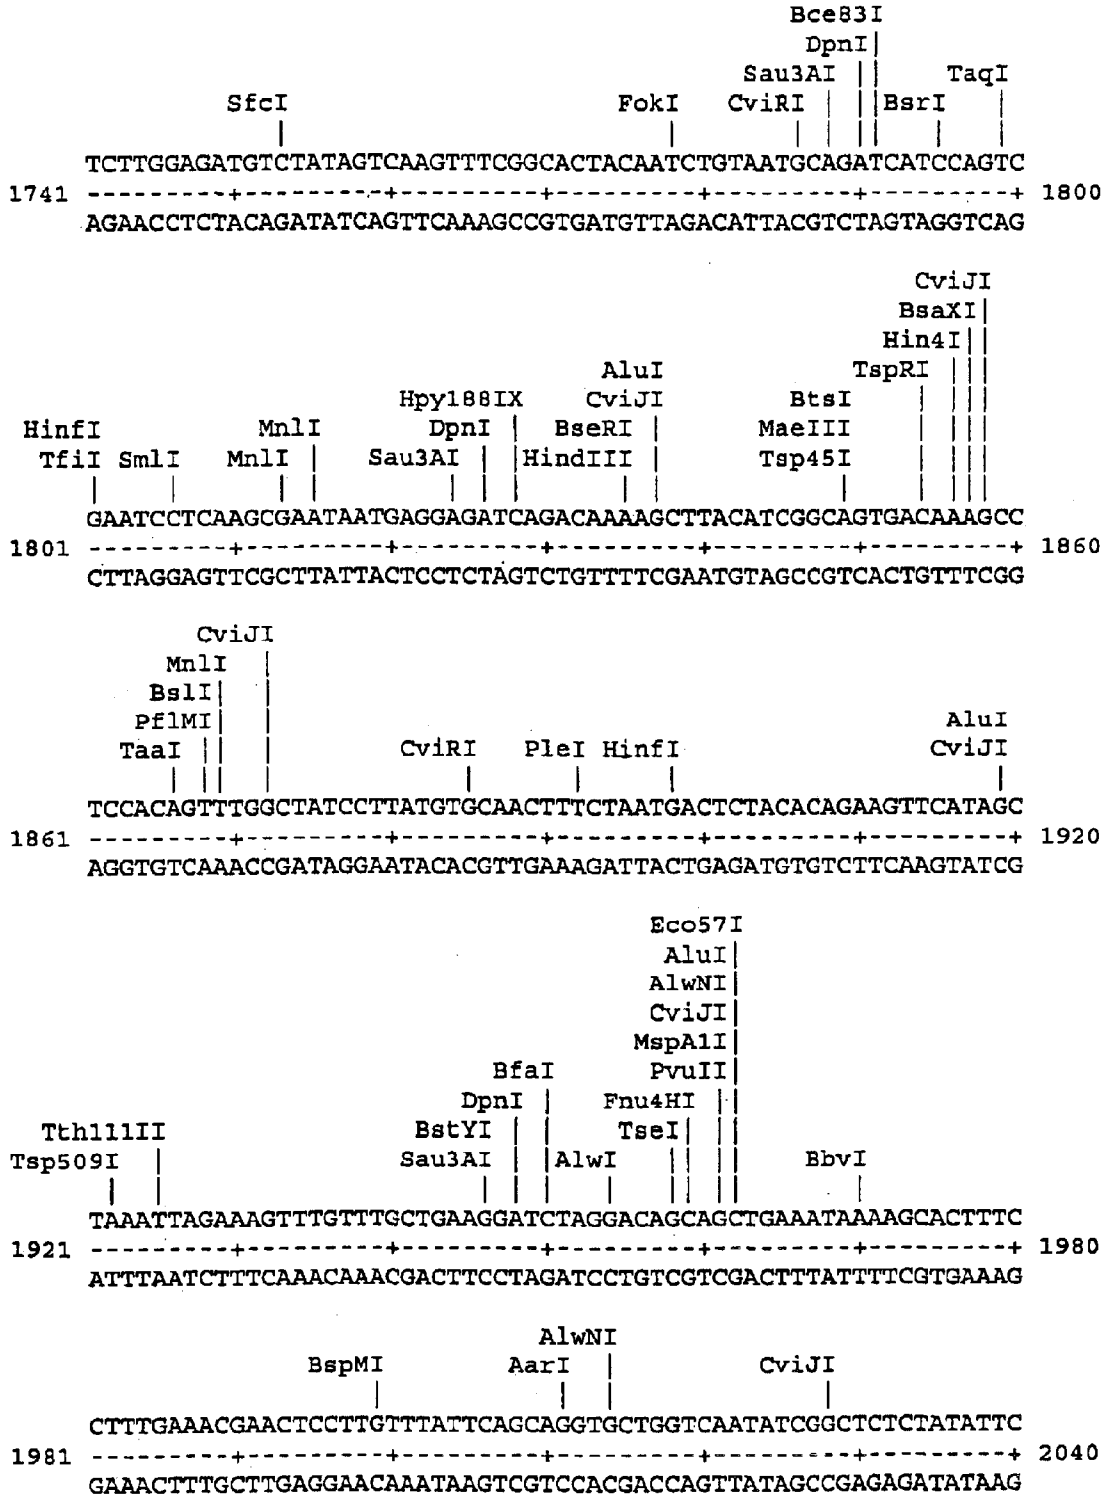 Bce83I
DpnI
Sau3AI TaqI
SfcI FokI CviRI BsrI
TCTTGGAGATGTCTATAGTCAAGTTTCGGCACTACAATCTGTAATGCAGATCATCCAGTC
1741 ---------+---------+---------+---------+---------+---------+ 1800
AGAACCTCTACAGATATCAGTTCAAAGCCGTGATGTTAGACATTACGTCTAGTAGGTCAG
CviJI
BsaXI
Hin4I
AluI TspRI
Hpy188IX CviJI BtsI
HinfI MnlI DpnI BseRI MaeIII
TfiI SmlI MnlI Sau3AI HindIII Tsp45I
GAATCCTCAAGCGAATAATGAGGAGATCAGACAAAAGCTTACATCGGCAGTGACAAAGCC
1801 ---------+---------+---------+---------+---------+---------+ 1860
CTTAGGAGTTCGCTTATTACTCCTCTAGTCTGTTTTCGAATGTAGCCGTCACTGTTTCGG
CviJI
MnlI
BslI
PflMI AluI
TaaI CviRI PleI HinfI CviJI
TCCACAGTTTTGGCTATCCTTATGTGCAACTTTCTAATGACTCTACACAGAAGTTCATAGC
1861 ---------+---------+---------+---------+---------+---------+ 1920
AGGTGTCAAACCGATAGGAATACACGTTGAAAGATTACTGAGATGTGTCTTCAAGTATCG
Eco57I
AluI
AlwNI
CviJI
MspA1I
BfaI PvuII
DpnI Fnu4HI
Tth111II BstYI TseI
Tsp509I Sau3AI AlwI BbvI
TAAATTAGAAAGTTTGTTTGCTGAAGGATCTAGGACAGCAGCTGAAATAAAAGCACTTTC
1921 ---------+---------+---------+---------+---------+---------+ 1980
ATTTAATCTTTCAAACAAACGACTTCCTAGATCCTGTCGTCGACTTTATTTTCGTGAAAG
AlwNI
BspMI AarI CviJI
CTTTGAAACGAACTCCTTGTTTATTCAGCAGGTGCTGGTCAATATCGGCTCTCTATATTC
1981 ---------+---------+---------+---------+---------+---------+ 2040
GAAACTTTGCTTGAGGAACAAATAAGTCGTCCACGACCAGTTATAGCCGAGAGATATAAG